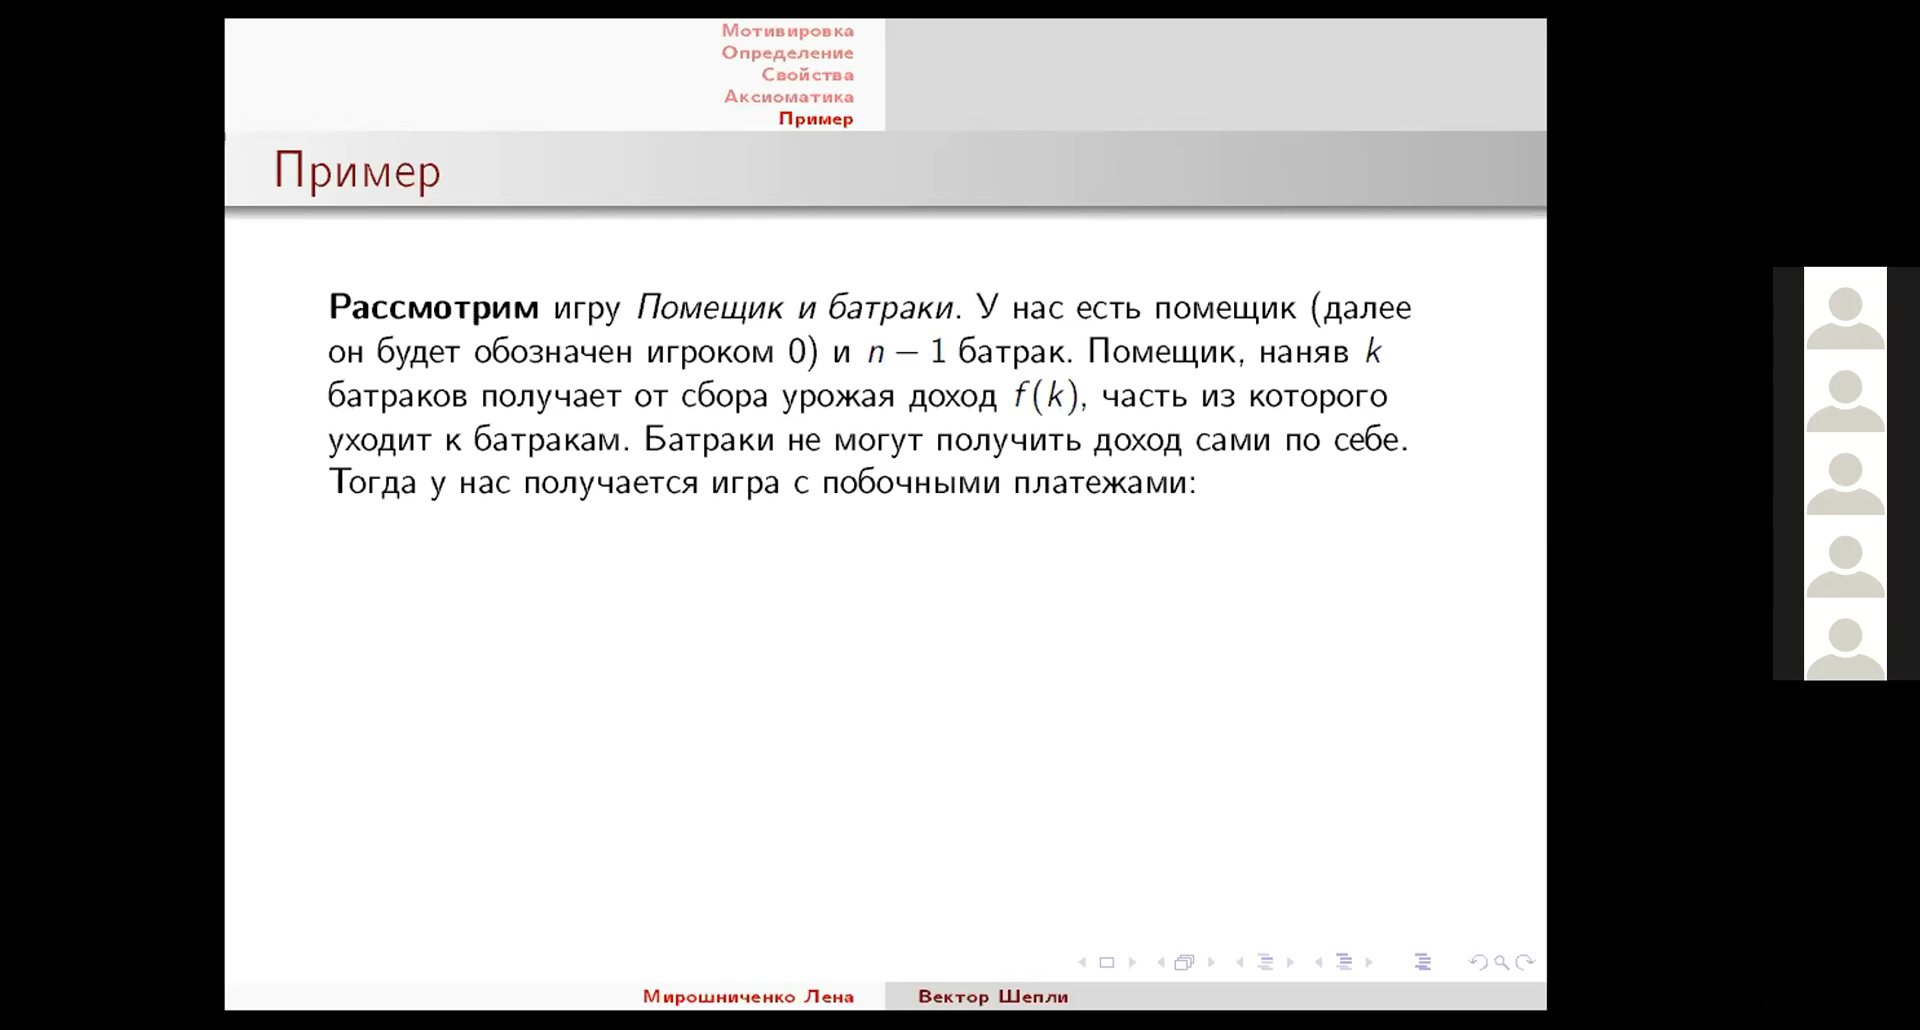 Мотивировка
Определение
Свойства
Аксиоматика
Пример
Пример
Рассмотрим игру Помещик и батраки. У нас есть помещик (далее
он будет обозначен игроком 0) и n − 1 батрак. Помещик, наняв k
батраков получает от сбора урожая доход f(k), часть из которого
уходит к батракам. Батраки не могут получить доход сами по себе.
Тогда у нас получается игра с побочными платежами:
Мирошниченко Лена
Вектор Шепли